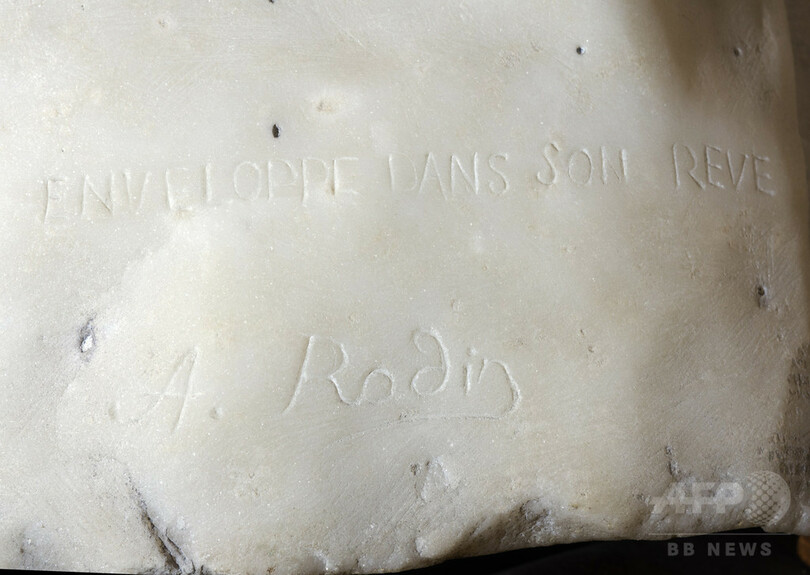 ENVELOPPE DANS SON REVE
A. Rodin
AFP
BB NEWS